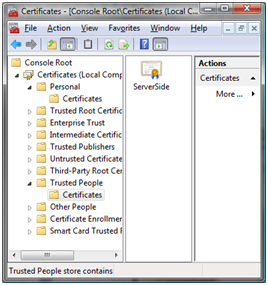 Certificates - [Console Root\Certificates (Local C...
File Action View Favorites Window Help
Console Root
Certificates (Local Comp
Personal
Certificates
Trusted Root Certific
Enterprise Trust
Intermediate Certific
Trusted Publishers
Untrusted Certificate
Third-Party Root Cer
Trusted People
Certificates
Other People
Certificate Enrollmer
Smart Card Trusted F
ServerSide
Actions
Certificates
More ...
Trusted People store contains